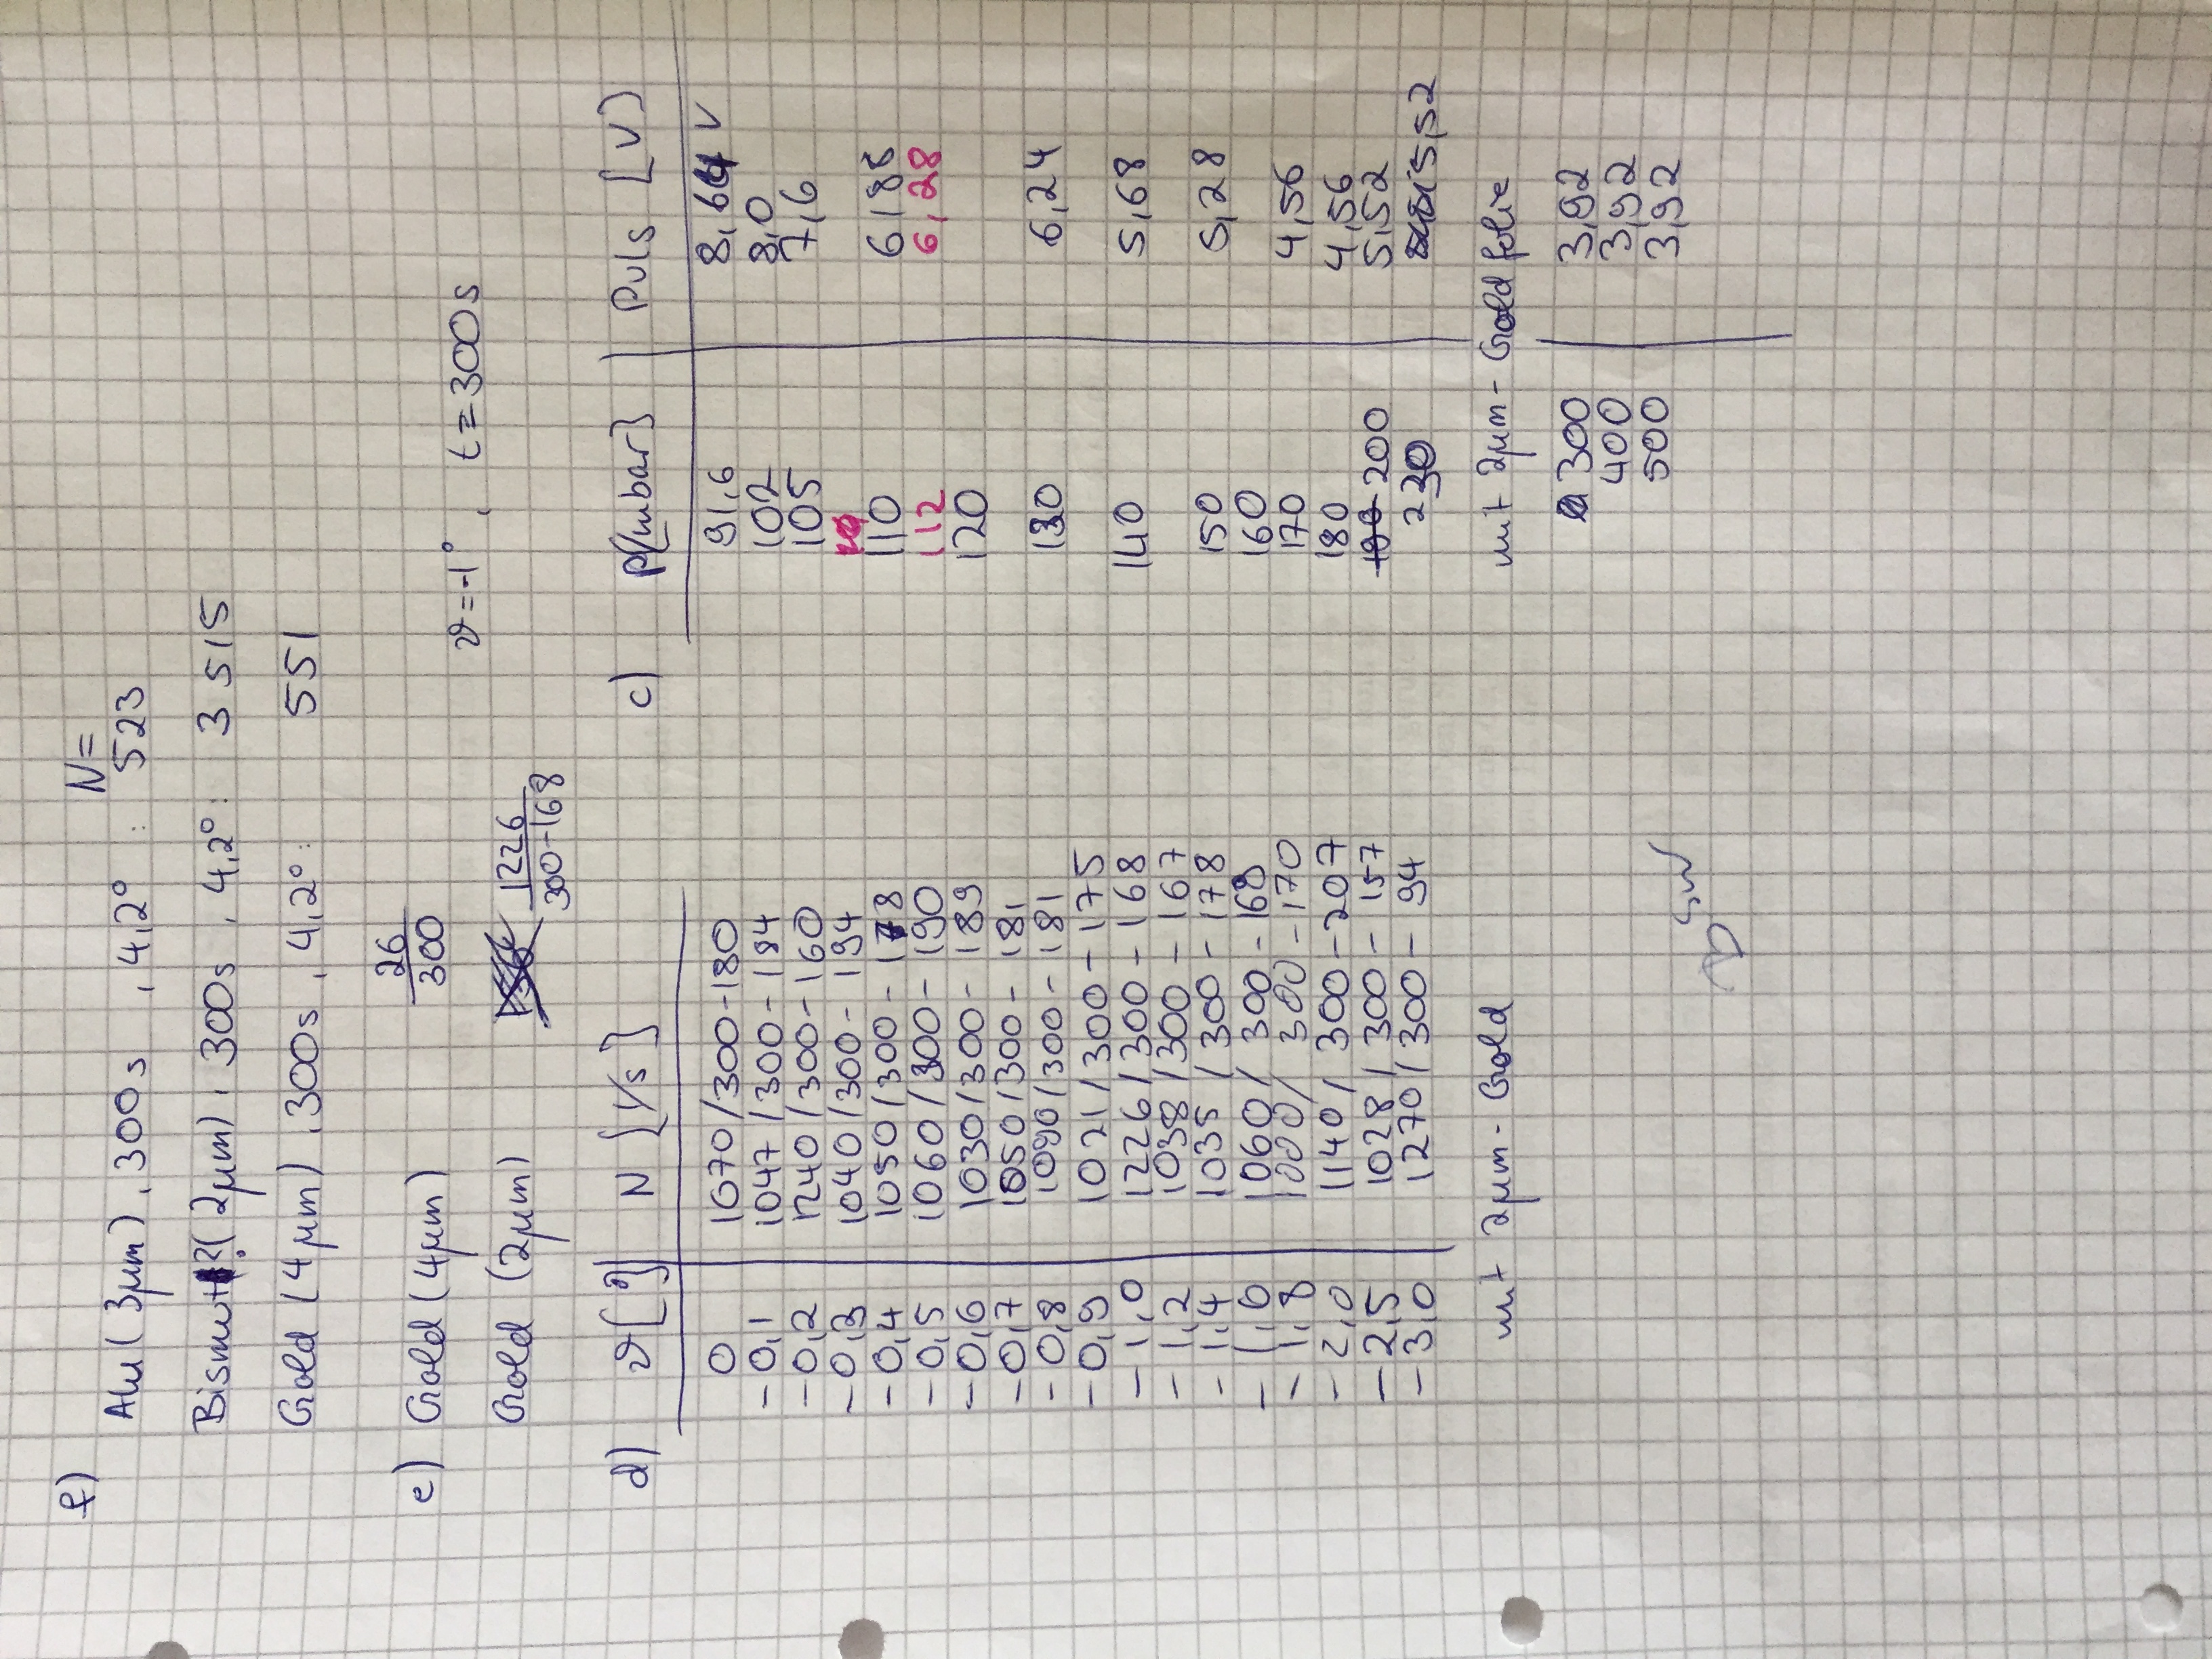 f)
N=
Alu (3µm), 300s , 4,2° : 523
Bismut ? (2µm), 300s , 4,2° : 3515
Gold (4µm), 300s , 4,2° : 551
e) Gold (4µm) 26/300
ϑ=-1° , t=300s
Gold (2µm) 1226/300-168
d) ϑ [°] N [1/s]
0 1070/300-180
-0,1 1047/300-184
-0,2 1240/300-160
-0,3 1040/300-194
-0,4 1050/300-178
-0,5 1060/300-190
-0,6 1030/300-189
-0,7 1050/300-181
-0,8 1090/300-181
-0,9 1021/300-175
-1,0 1226/300-168
-1,2 1038/300-167
-1,4 1035/300-178
-1,6 1060/300-169
-1,8 1000/300-170
-2,0 1140/300-207
-2,5 1028/300-157
-3,0 1270/300-94
mit 2µm-Gold
c) p[mbar] Puls [V]
91,6 8,64 V
102 8,0
105 7,6
110 6,88
112 6,28
120
130 6,24
140 5,68
150 5,28
160
170 4,56
180 4,56
200 5,52
230 5,52
mit 2µm-Goldfolie
300 3,92
400 3,92
500 3,92